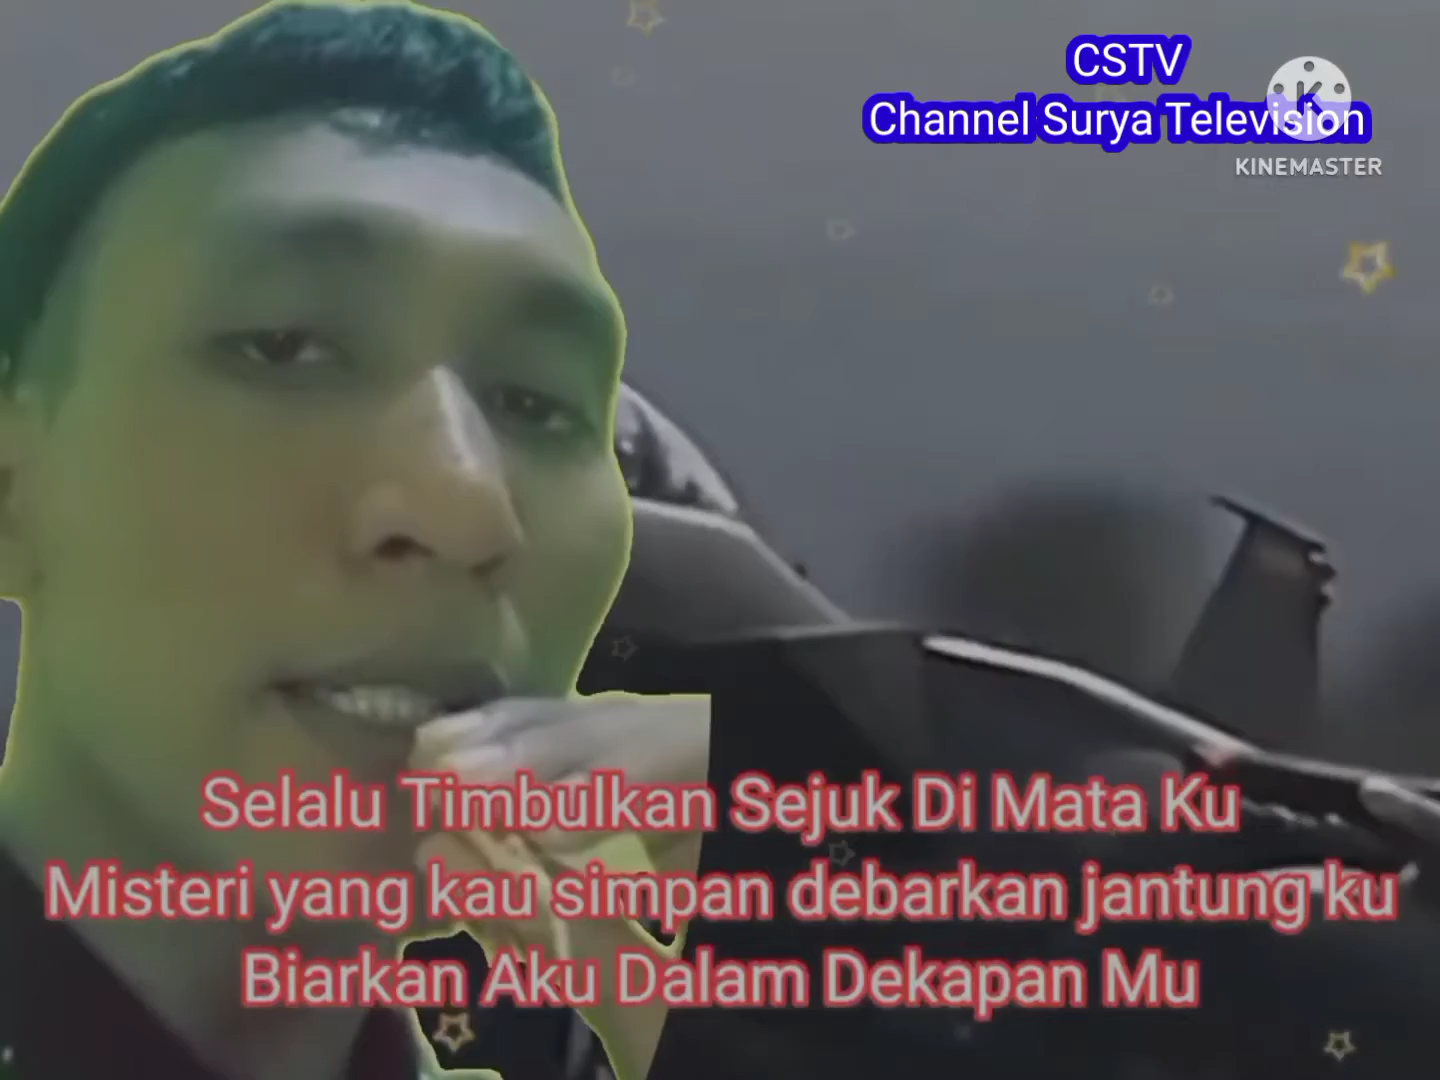 CSTV
Channel Surya Television
KINEMASTER
Selalu Timbulkan Sejuk Di Mata Ku
Misteri yang kau simpan debarkan jantung ku
Biarkan Aku Dalam Dekapan Mu